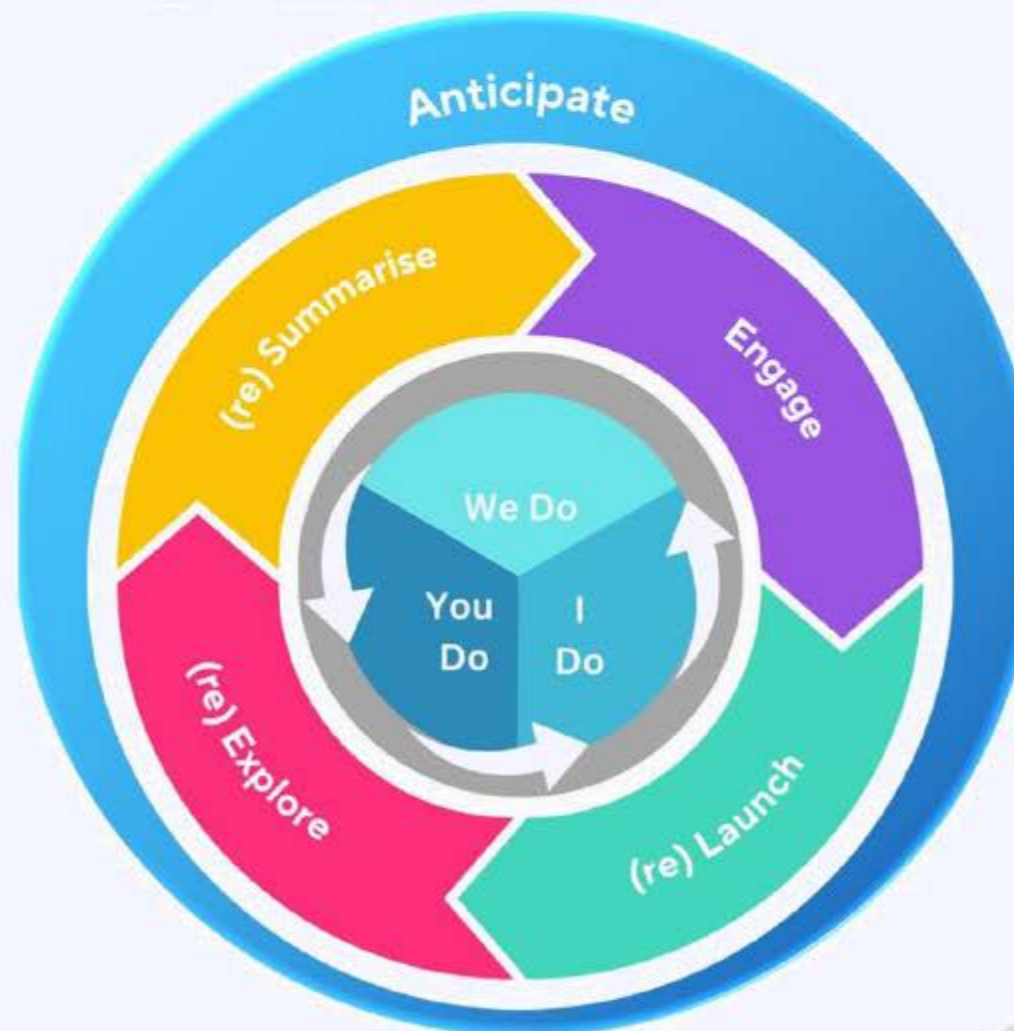 Anticipate
Engage
(re) Launch
(re) Explore
(re) Summarise
We Do
You
Do
I
Do